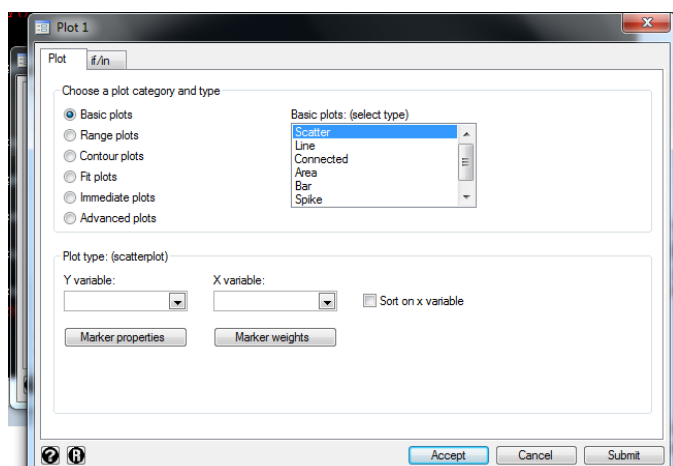 Plot 1
Plot if/in
Choose a plot category and type
Basic plots
Range plots
Contour plots
Fit plots
Immediate plots
Advanced plots
Basic plots: (select type)
Scatter
Line
Connected
Area
Bar
Spike
Plot type: (scatterplot)
Y variable: X variable:
Sort on x variable
Marker properties Marker weights
? R Accept Cancel Submit